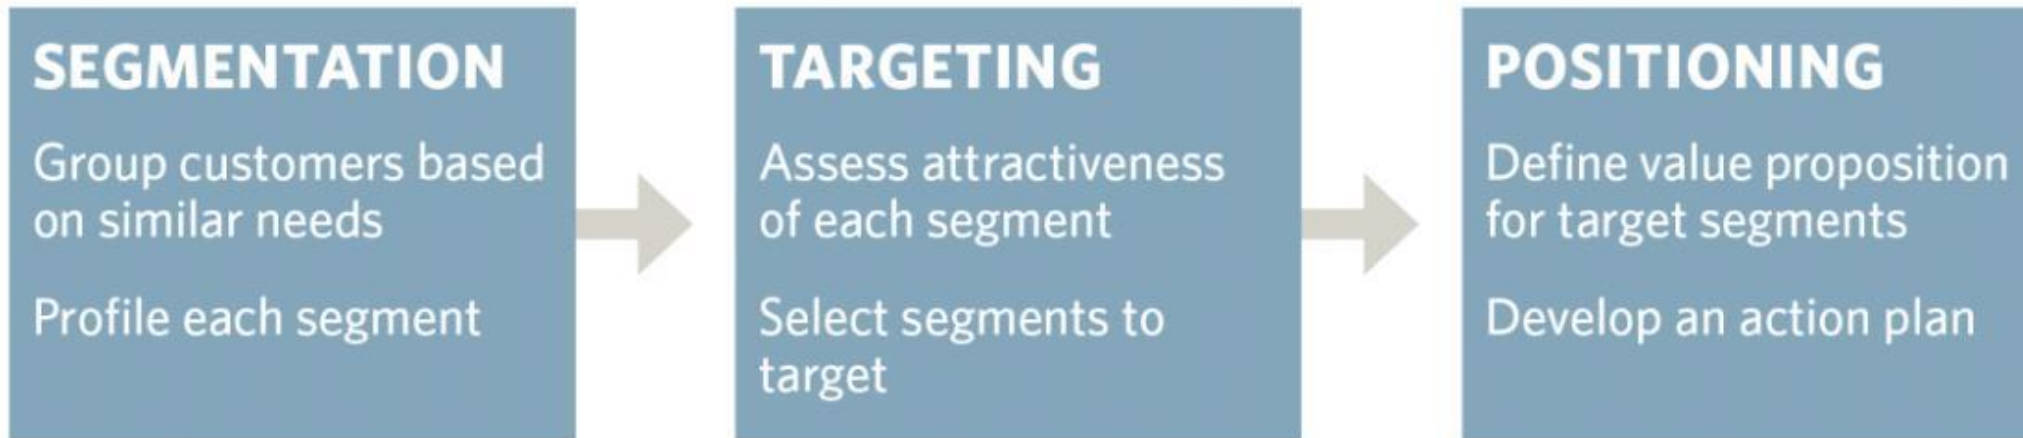 SEGMENTATION
Group customers based
on similar needs
Profile each segment
TARGETING
Assess attractiveness
of each segment
Select segments to
target
POSITIONING
Define value proposition
for target segments
Develop an action plan